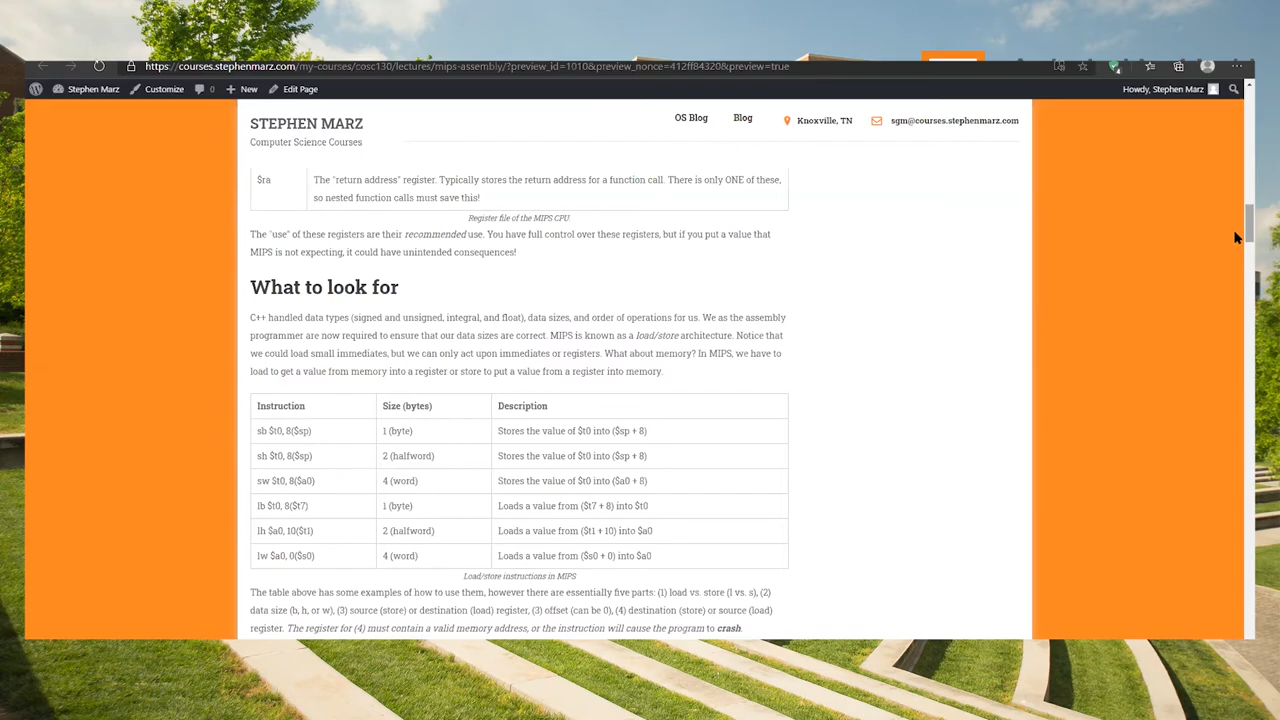 https://courses.stephenmarz.com/my-courses/cosc130/lectures/mips-assembly/?preview_id=1010&preview_nonce=412ff84320&preview=true
Stephen Marz Customize 0 New Edit Page Howdy, Stephen Marz
STEPHEN MARZ
Computer Science Courses
OS Blog Blog Knoxville, TN sgm@courses.stephenmarz.com
$ra The "return address" register. Typically stores the return address for a function call. There is only ONE of these,
so nested function calls must save this!
Register file of the MIPS CPU
The "use" of these registers are their recommended use. You have full control over these registers, but if you put a value that
MIPS is not expecting, it could have unintended consequences!
What to look for
C++ handled data types (signed and unsigned, integral, and float), data sizes, and order of operations for us. We as the assembly
programmer are now required to ensure that our data sizes are correct. MIPS is known as a load/store architecture. Notice that
we could load small immediates, but we can only act upon immediates or registers. What about memory? In MIPS, we have to
load to get a value from memory into a register or store to put a value from a register into memory.
Instruction Size (bytes) Description
sb $t0, 8($sp) 1 (byte) Stores the value of $t0 into ($sp + 8)
sh $t0, 8($sp) 2 (halfword) Stores the value of $t0 into ($sp + 8)
sw $t0, 8($a0) 4 (word) Stores the value of $t0 into ($a0 + 8)
lb $t0, 8($t7) 1 (byte) Loads a value from ($t7 + 8) into $t0
lh $a0, 10($t1) 2 (halfword) Loads a value from ($t1 + 10) into $a0
lw $a0, 0($s0) 4 (word) Loads a value from ($s0 + 0) into $a0
Load/store instructions in MIPS
The table above has some examples of how to use them, however there are essentially five parts: (1) load vs. store (l vs. s), (2)
data size (b, h, or w), (3) source (store) or destination (load) register, (3) offset (can be 0), (4) destination (store) or source (load)
register. The register for (4) must contain a valid memory address, or the instruction will cause the program to crash.